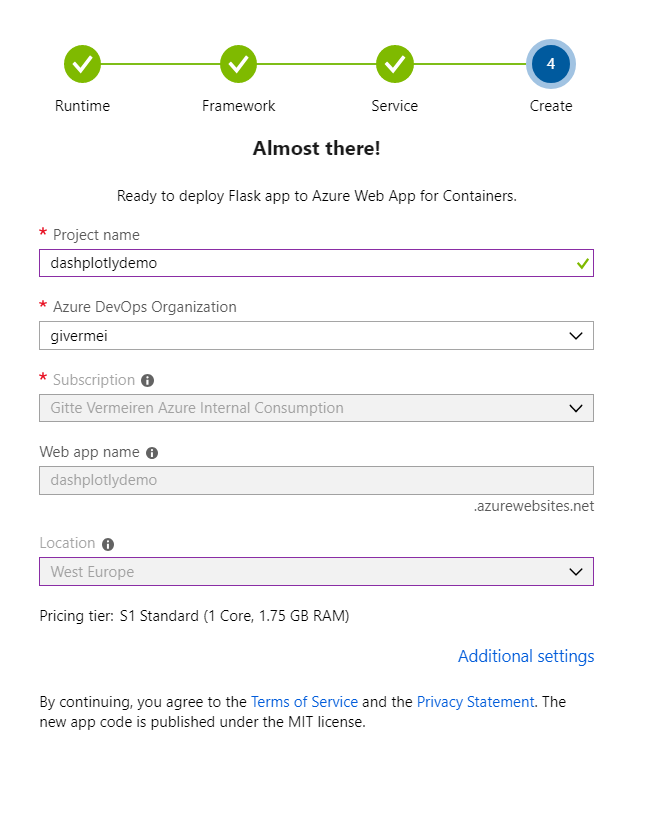 4
Runtime
Framework
Service
Create
Almost there!
Ready to deploy Flask app to Azure Web App for Containers.
* Project name
dashplotlydemo
* Azure DevOps Organization
givermei
* Subscription
Gitte Vermeiren Azure Internal Consumption
Web app name
dashplotlydemo
.azurewebsites.net
Location
West Europe
Pricing tier: S1 Standard (1 Core, 1.75 GB RAM)
Additional settings
By continuing, you agree to the Terms of Service and the Privacy Statement. The
new app code is published under the MIT license.